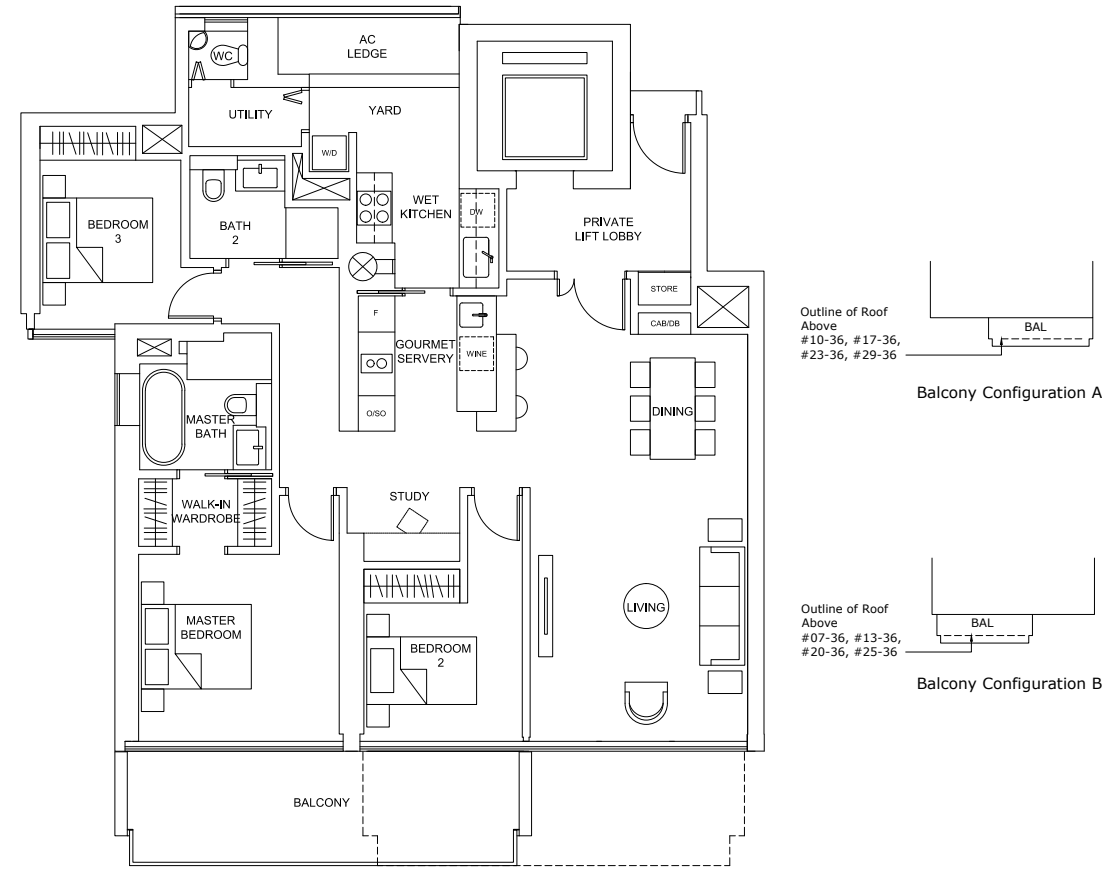 AC
LEDGE
WC
UTILITY
YARD
W/D
WET
KITCHEN
DW
BEDROOM
3
BATH
2
PRIVATE
LIFT LOBBY
STORE
CAB/DB
F
GOURMET
SERVERY
WINE
O/SO
MASTER
BATH
DINING
WALK-IN
WARDROBE
STUDY
LIVING
MASTER
BEDROOM
BEDROOM
2
BALCONY
Outline of Roof
Above
#10-36, #17-36,
#23-36, #29-36
BAL
Balcony Configuration A
Outline of Roof
Above
#07-36, #13-36,
#20-36, #25-36
BAL
Balcony Configuration B